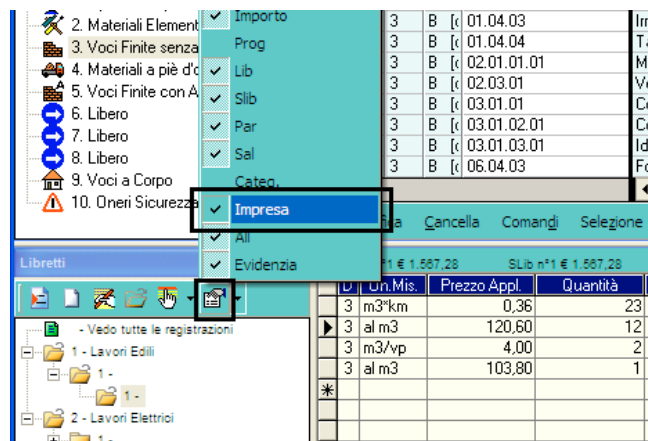 2. Materiali Element
3. Voci Finite senza
4. Materiali a piè d'o
5. Voci Finite con A
6. Libero
7. Libero
8. Libero
9. Voci a Corpo
10. Oneri Sicurezza
Importo
Prog
Lib
Slib
Par
Sal
Categ.
Impresa
All
Evidenzia
3 B 01.04.03
3 B 01.04.04
3 B 02.01.01.01
3 B 02.03.01
3 B 03.01.01
3 B 03.01.02.01
3 B 03.01.03.01
3 B 06.04.03
Cancella Comandi Selezione
Libretti
n°1 € 1.567,28 SLib n°1 € 1.567,28
D Un.Mis. Prezzo Appl. Quantità
3 m3*km 0,36 23
3 al m3 120,60 12
3 m3/vp 4,00 2
3 al m3 103,80 1
- Vedo tutte le registrazioni
1 - Lavori Edili
1 -
1 -
2 - Lavori Elettrici
1 -